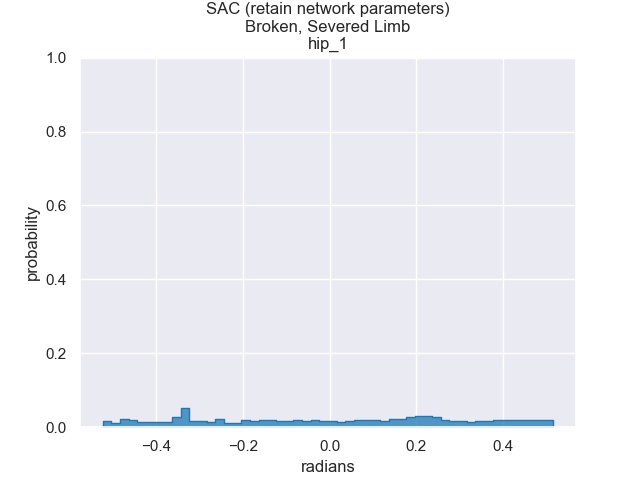 SAC (retain network parameters)
Broken, Severed Limb
hip_1
1.0
0.8
0.6
0.4
0.2
0.0
probability
−0.4 −0.2 0.0 0.2 0.4
radians